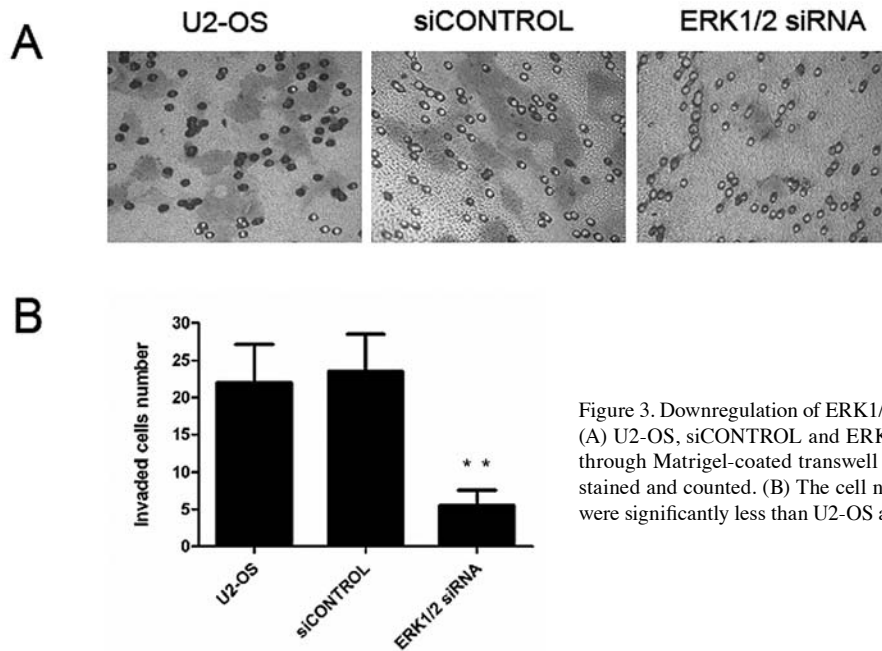 A
U2-OS
siCONTROL
ERK1/2 siRNA
B
Invaded cells number
30
25
20
15
10
5
0
* *
U2-OS
siCONTROL
ERK1/2 siRNA
Figure 3. Downregulation of ERK1/
(A) U2-OS, siCONTROL and ERK
through Matrigel-coated transwell
stained and counted. (B) The cell n
were significantly less than U2-OS a